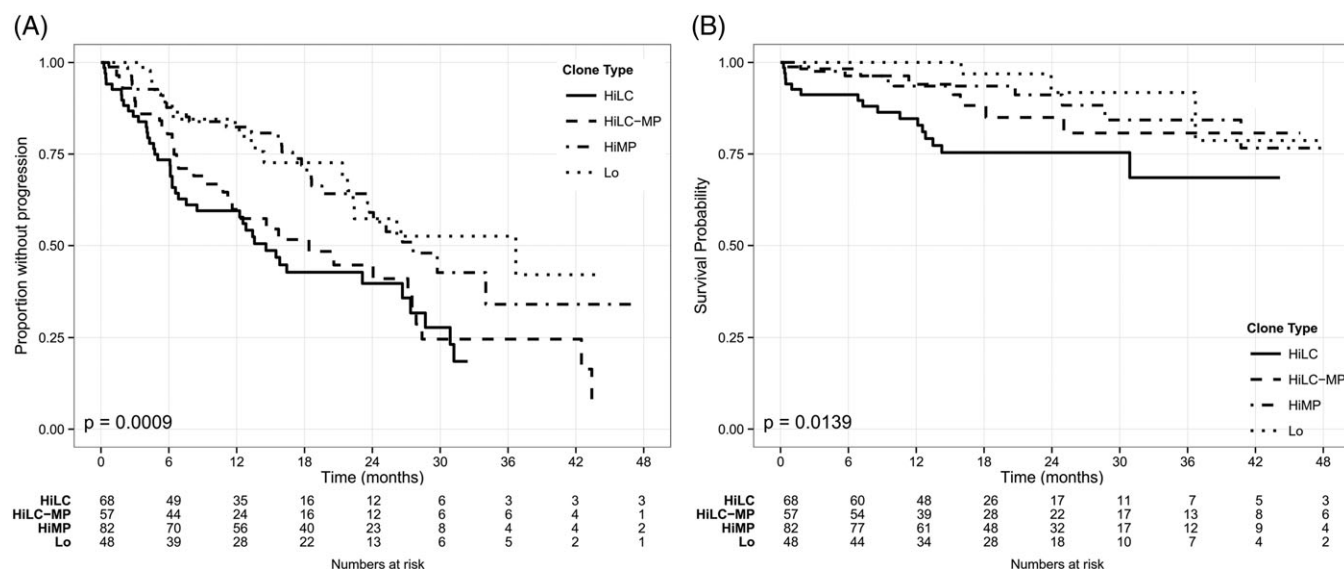 (A)
Proportion without progression
1.00
0.75
0.50
0.25
0.00
Clone Type
HiLC
HiLC-MP
HiMP
Lo
p = 0.0009
0 6 12 18 24 30 36 42 48
Time (months)
HiLC 68 49 35 16 12 6 3 3 3
HiLC-MP 57 44 24 16 12 6 6 4 1
HiMP 82 70 56 40 23 8 4 4 2
Lo 48 39 28 22 13 6 5 2 1
Numbers at risk
(B)
Survival Probability
1.00
0.75
0.50
0.25
0.00
Clone Type
HiLC
HiLC-MP
HiMP
Lo
p = 0.0139
0 6 12 18 24 30 36 42 48
Time (months)
HiLC 68 60 48 26 17 11 7 5 3
HiLC-MP 57 54 39 28 22 17 13 8 6
HiMP 82 77 61 48 32 17 12 9 4
Lo 48 44 34 28 18 10 7 4 2
Numbers at risk